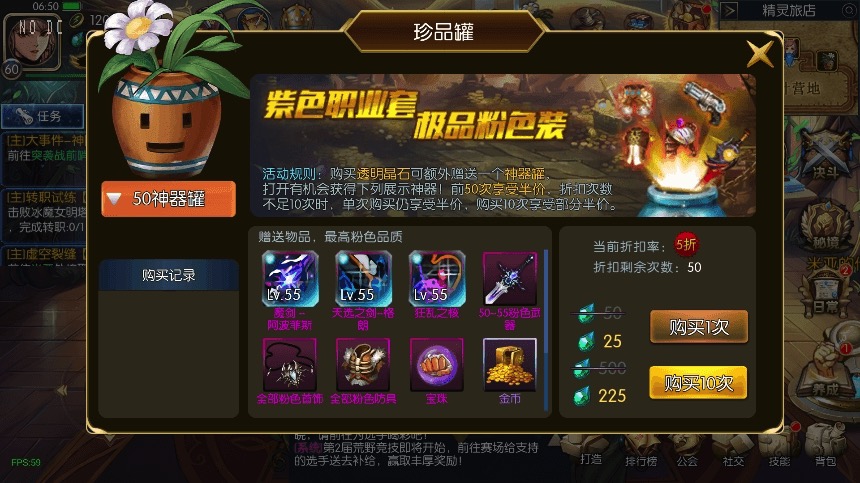 06:50
NO DC
120
60
珍品罐
精灵旅店
任务
[主]大事件-神
前往突袭战前哨
[主]转职试练【
击败冰魔女明塔
，完成转职:0/1
[主]虚空裂缝【
50神器罐
购买记录
紫色职业套
极品粉色装
活动规则：购买透明晶石可额外赠送一个神器罐，
打开有机会获得下列展示神器！前50次享受半价，折扣次数
不足10次时，单次购买仍享受半价，购买10次享受部分半价。
赠送物品，最高粉色品质
Lv.55
Lv.55
Lv.55
魔剑-
阿波菲斯
天选之剑-格
朗
狂乱之极
50-55粉色武
器
全部粉色首饰
全部粉色防具
宝珠
金币
当前折扣率：5折
折扣剩余次数：50
50
25
购买1次
500
225
购买10次
决斗
秘境
2
日常
1
养成
[系统]第2届荒野竞技即将开始，前往赛场给支持
的选手送去补给，赢取丰厚奖励！
FPS:59
打造
排行榜
公会
社交
技能
背包